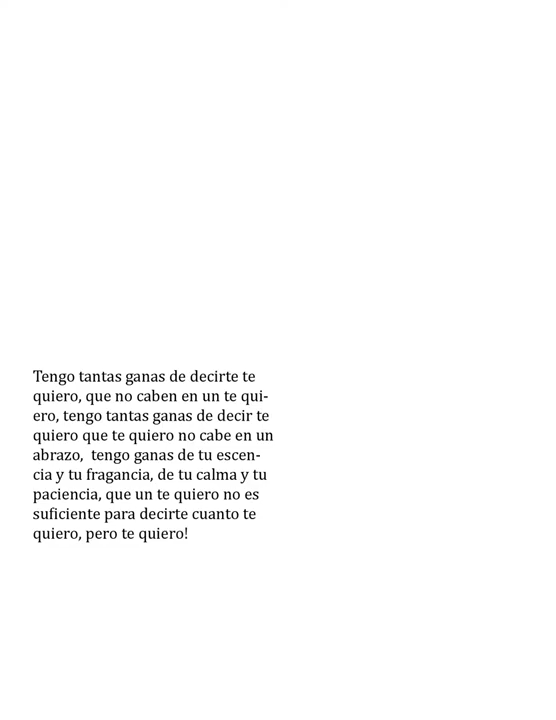 Tengo tantas ganas de decirte te
quiero, que no caben en un te qui-
ero, tengo tantas ganas de decir te
quiero que te quiero no cabe en un
abrazo,  tengo ganas de tu escen-
cia y tu fragancia, de tu calma y tu
paciencia, que un te quiero no es
suficiente para decirte cuanto te
quiero, pero te quiero!